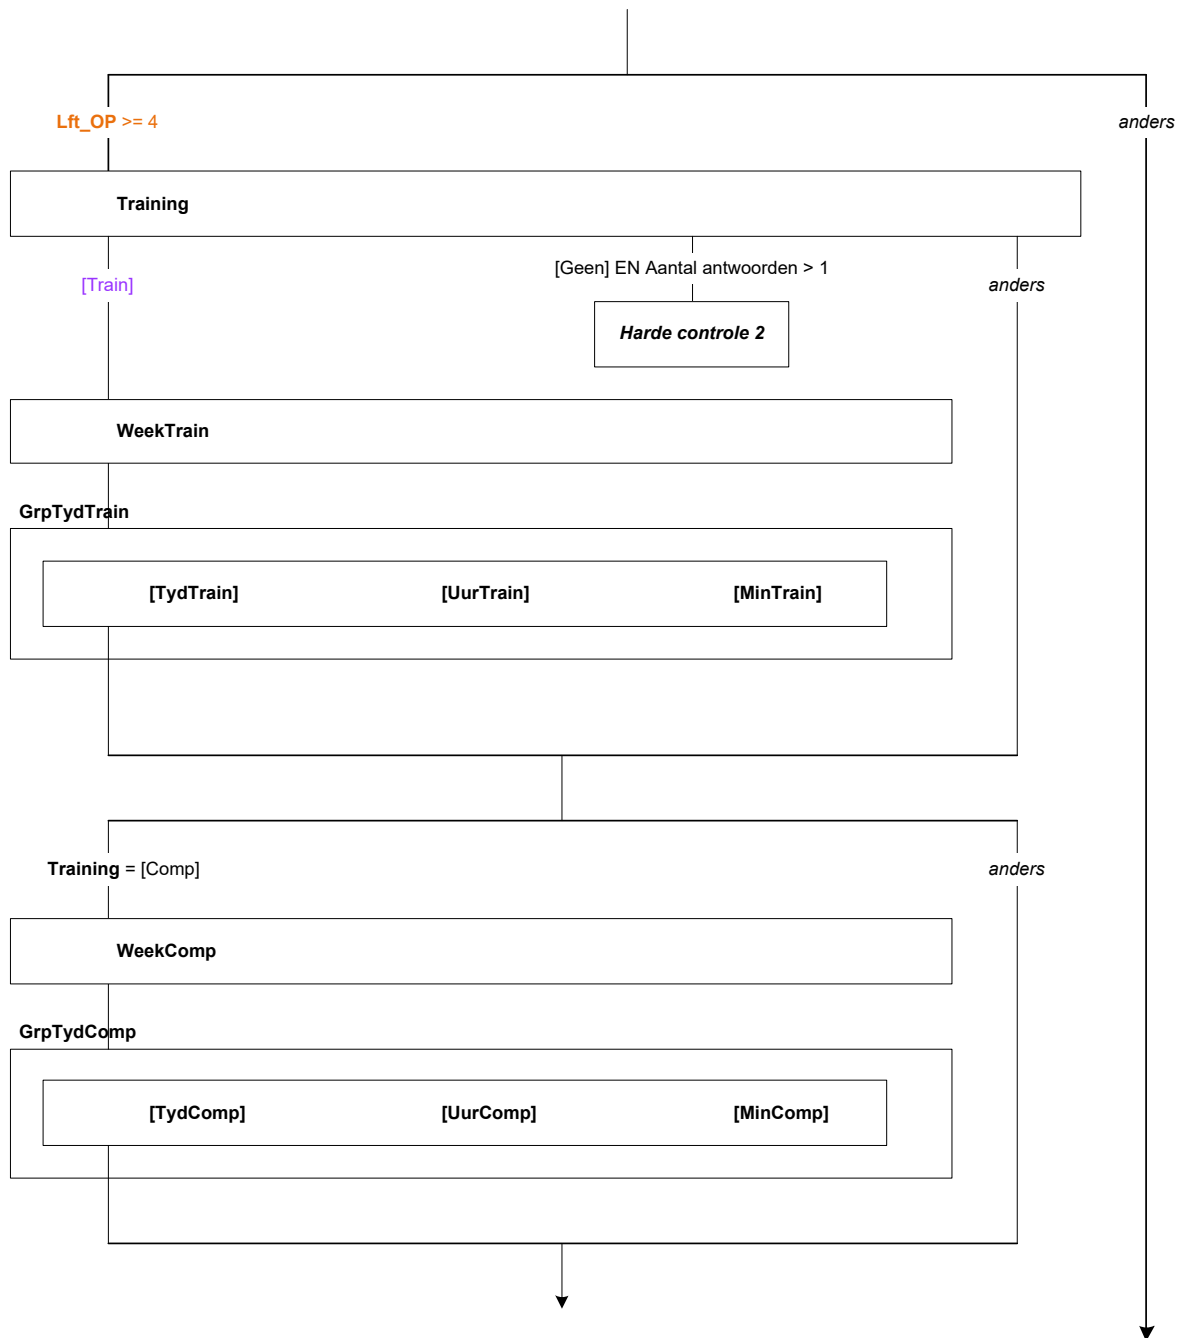 Lft_OP >= 4
anders
Training
[Train]
[Geen] EN Aantal antwoorden > 1
anders
Harde controle 2
WeekTrain
GrpTydTrain
[TydTrain] [UurTrain] [MinTrain]
Training = [Comp]
anders
WeekComp
GrpTydComp
[TydComp] [UurComp] [MinComp]